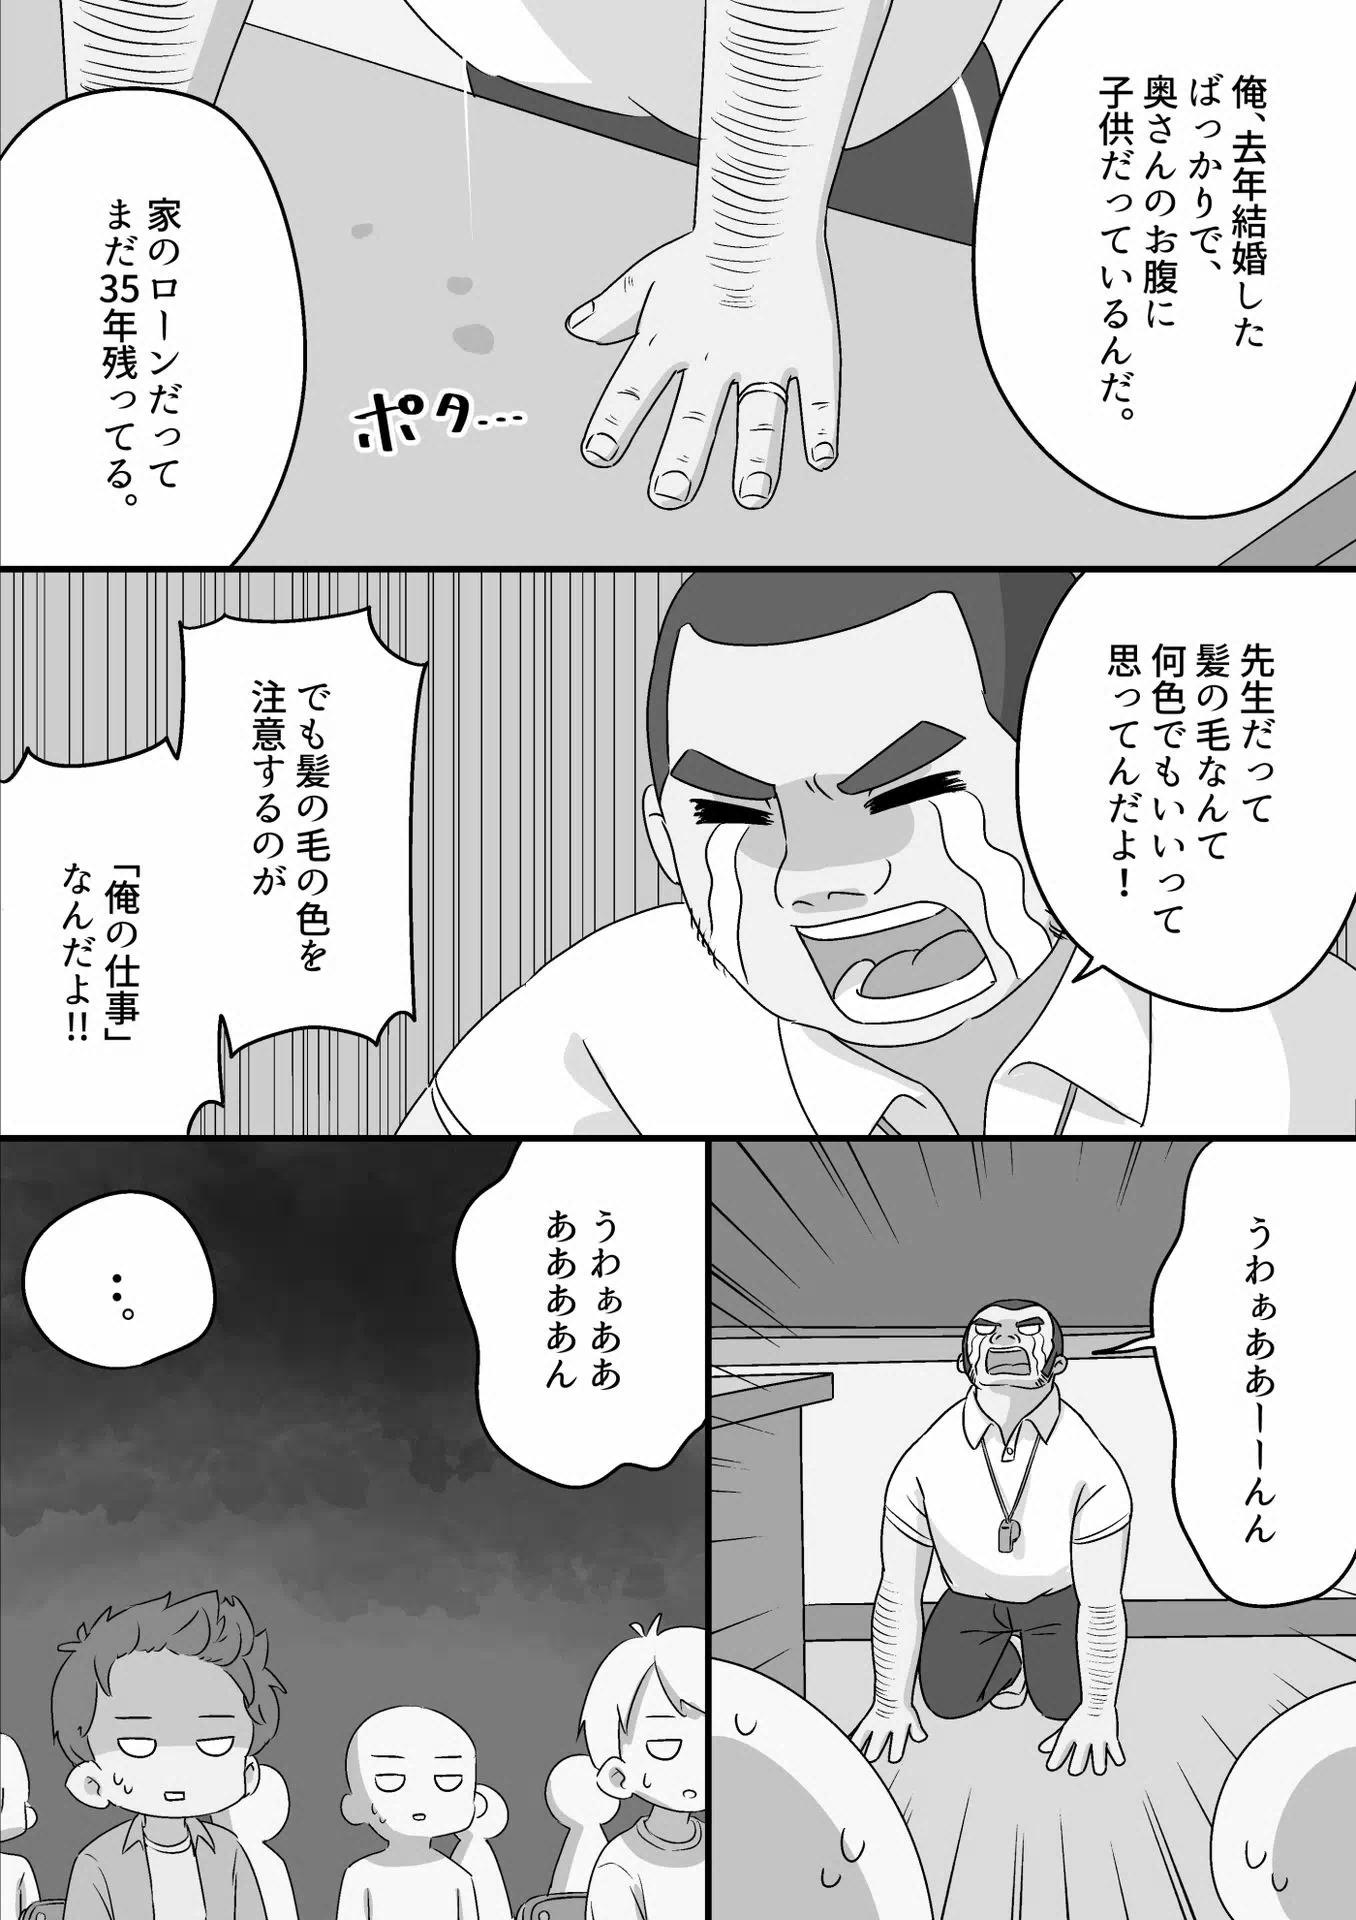 俺、去年結婚した
ばっかりで、
奥さんのお腹に
子供だっているんだ。
家のローンだって
まだ35年残ってる。
ポタ…
先生だって
髪の毛なんて
何色でもいいって
思ってんだよ!
でも髪の毛の色を
注意するのが
「俺の仕事」
なんだよ!!
うわぁああーーんん
うわぁああ
ああああん
…。